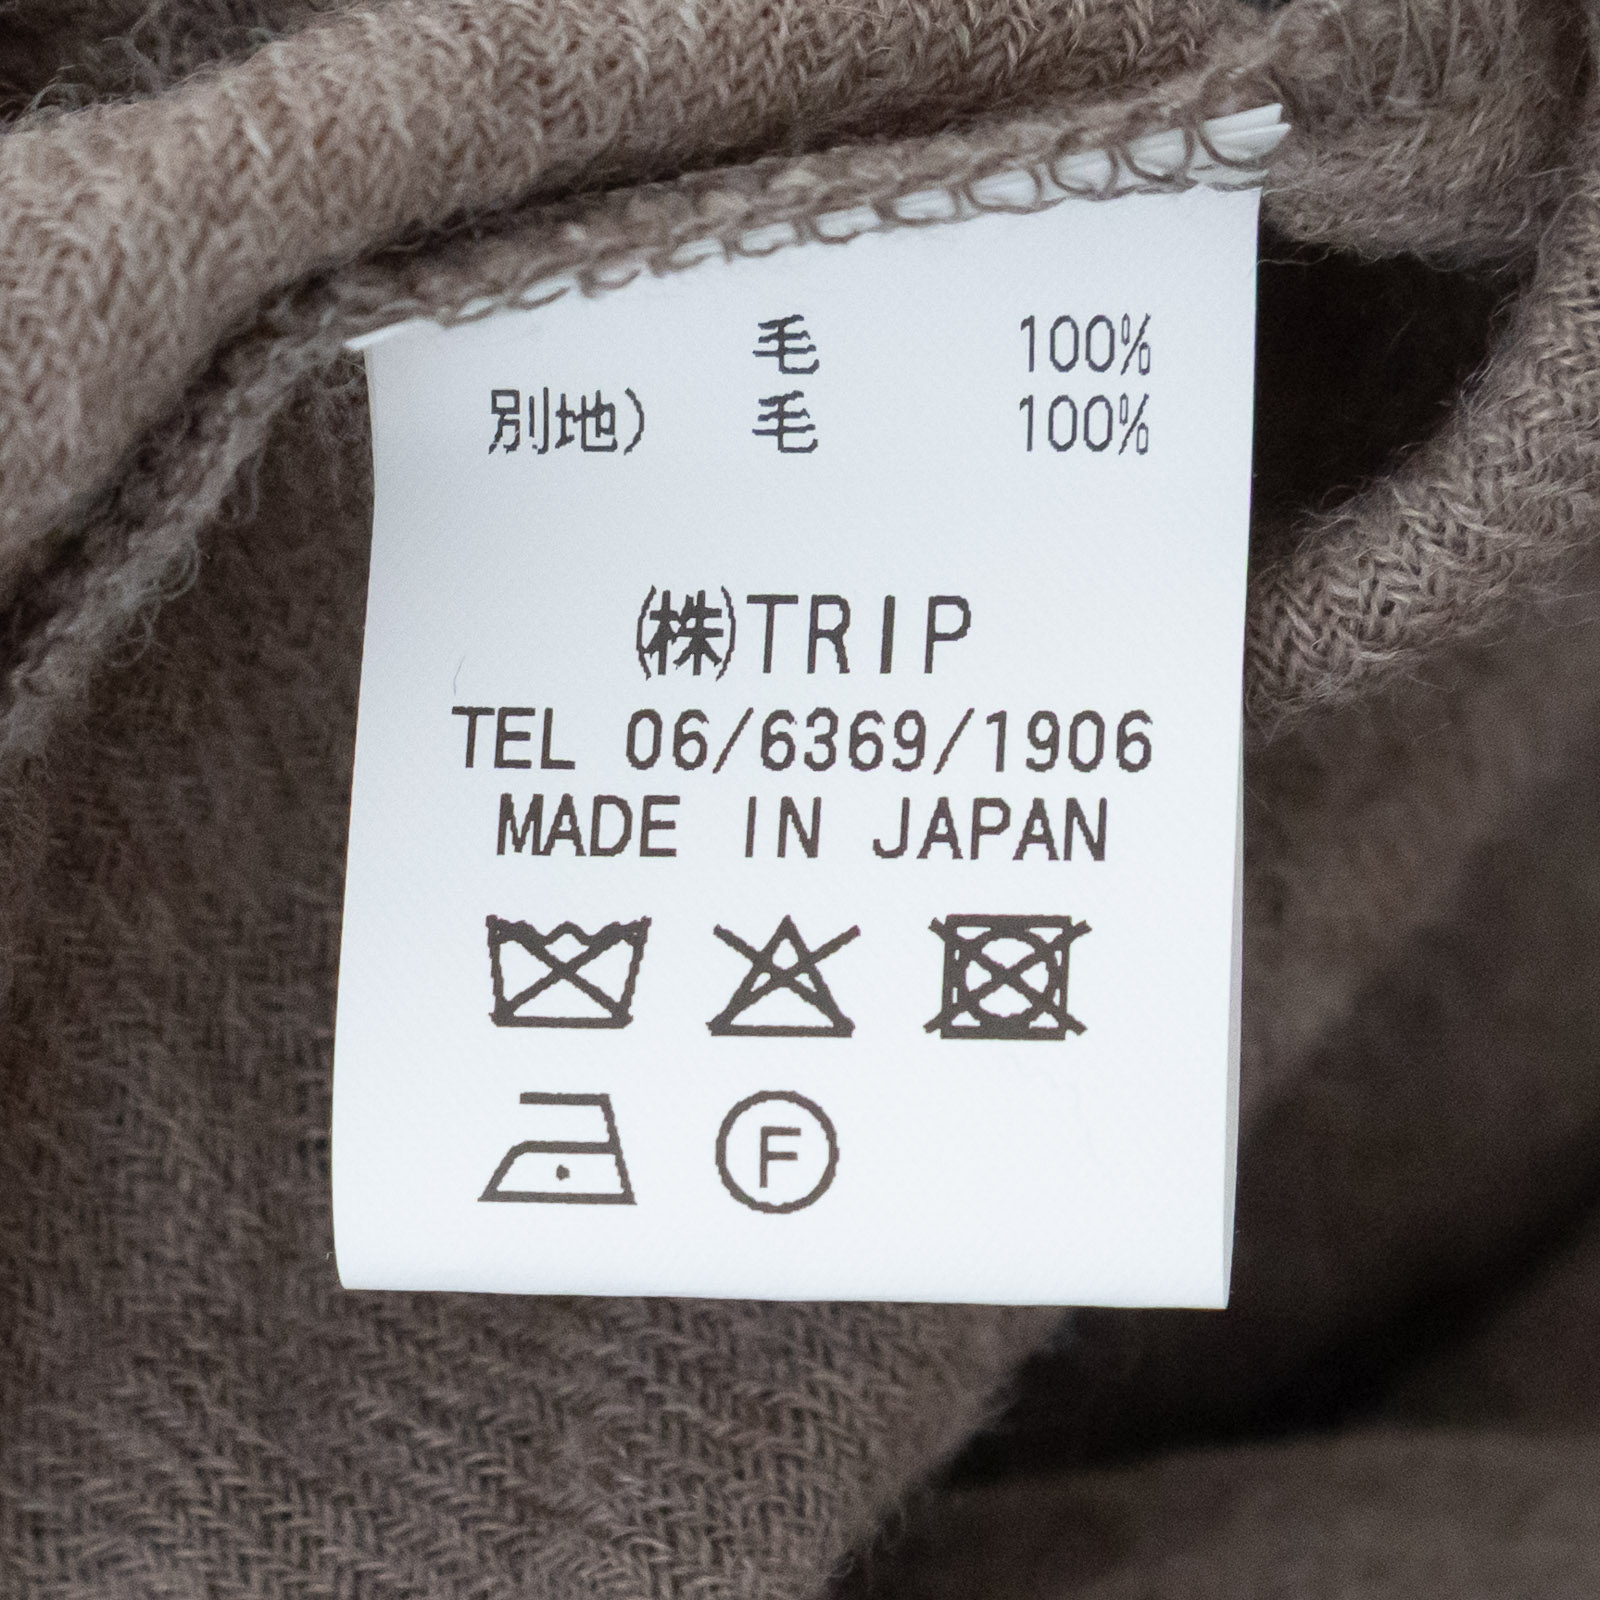 毛 100%
別地) 毛 100%
(株)TRIP
TEL 06/6369/1906
MADE IN JAPAN
F